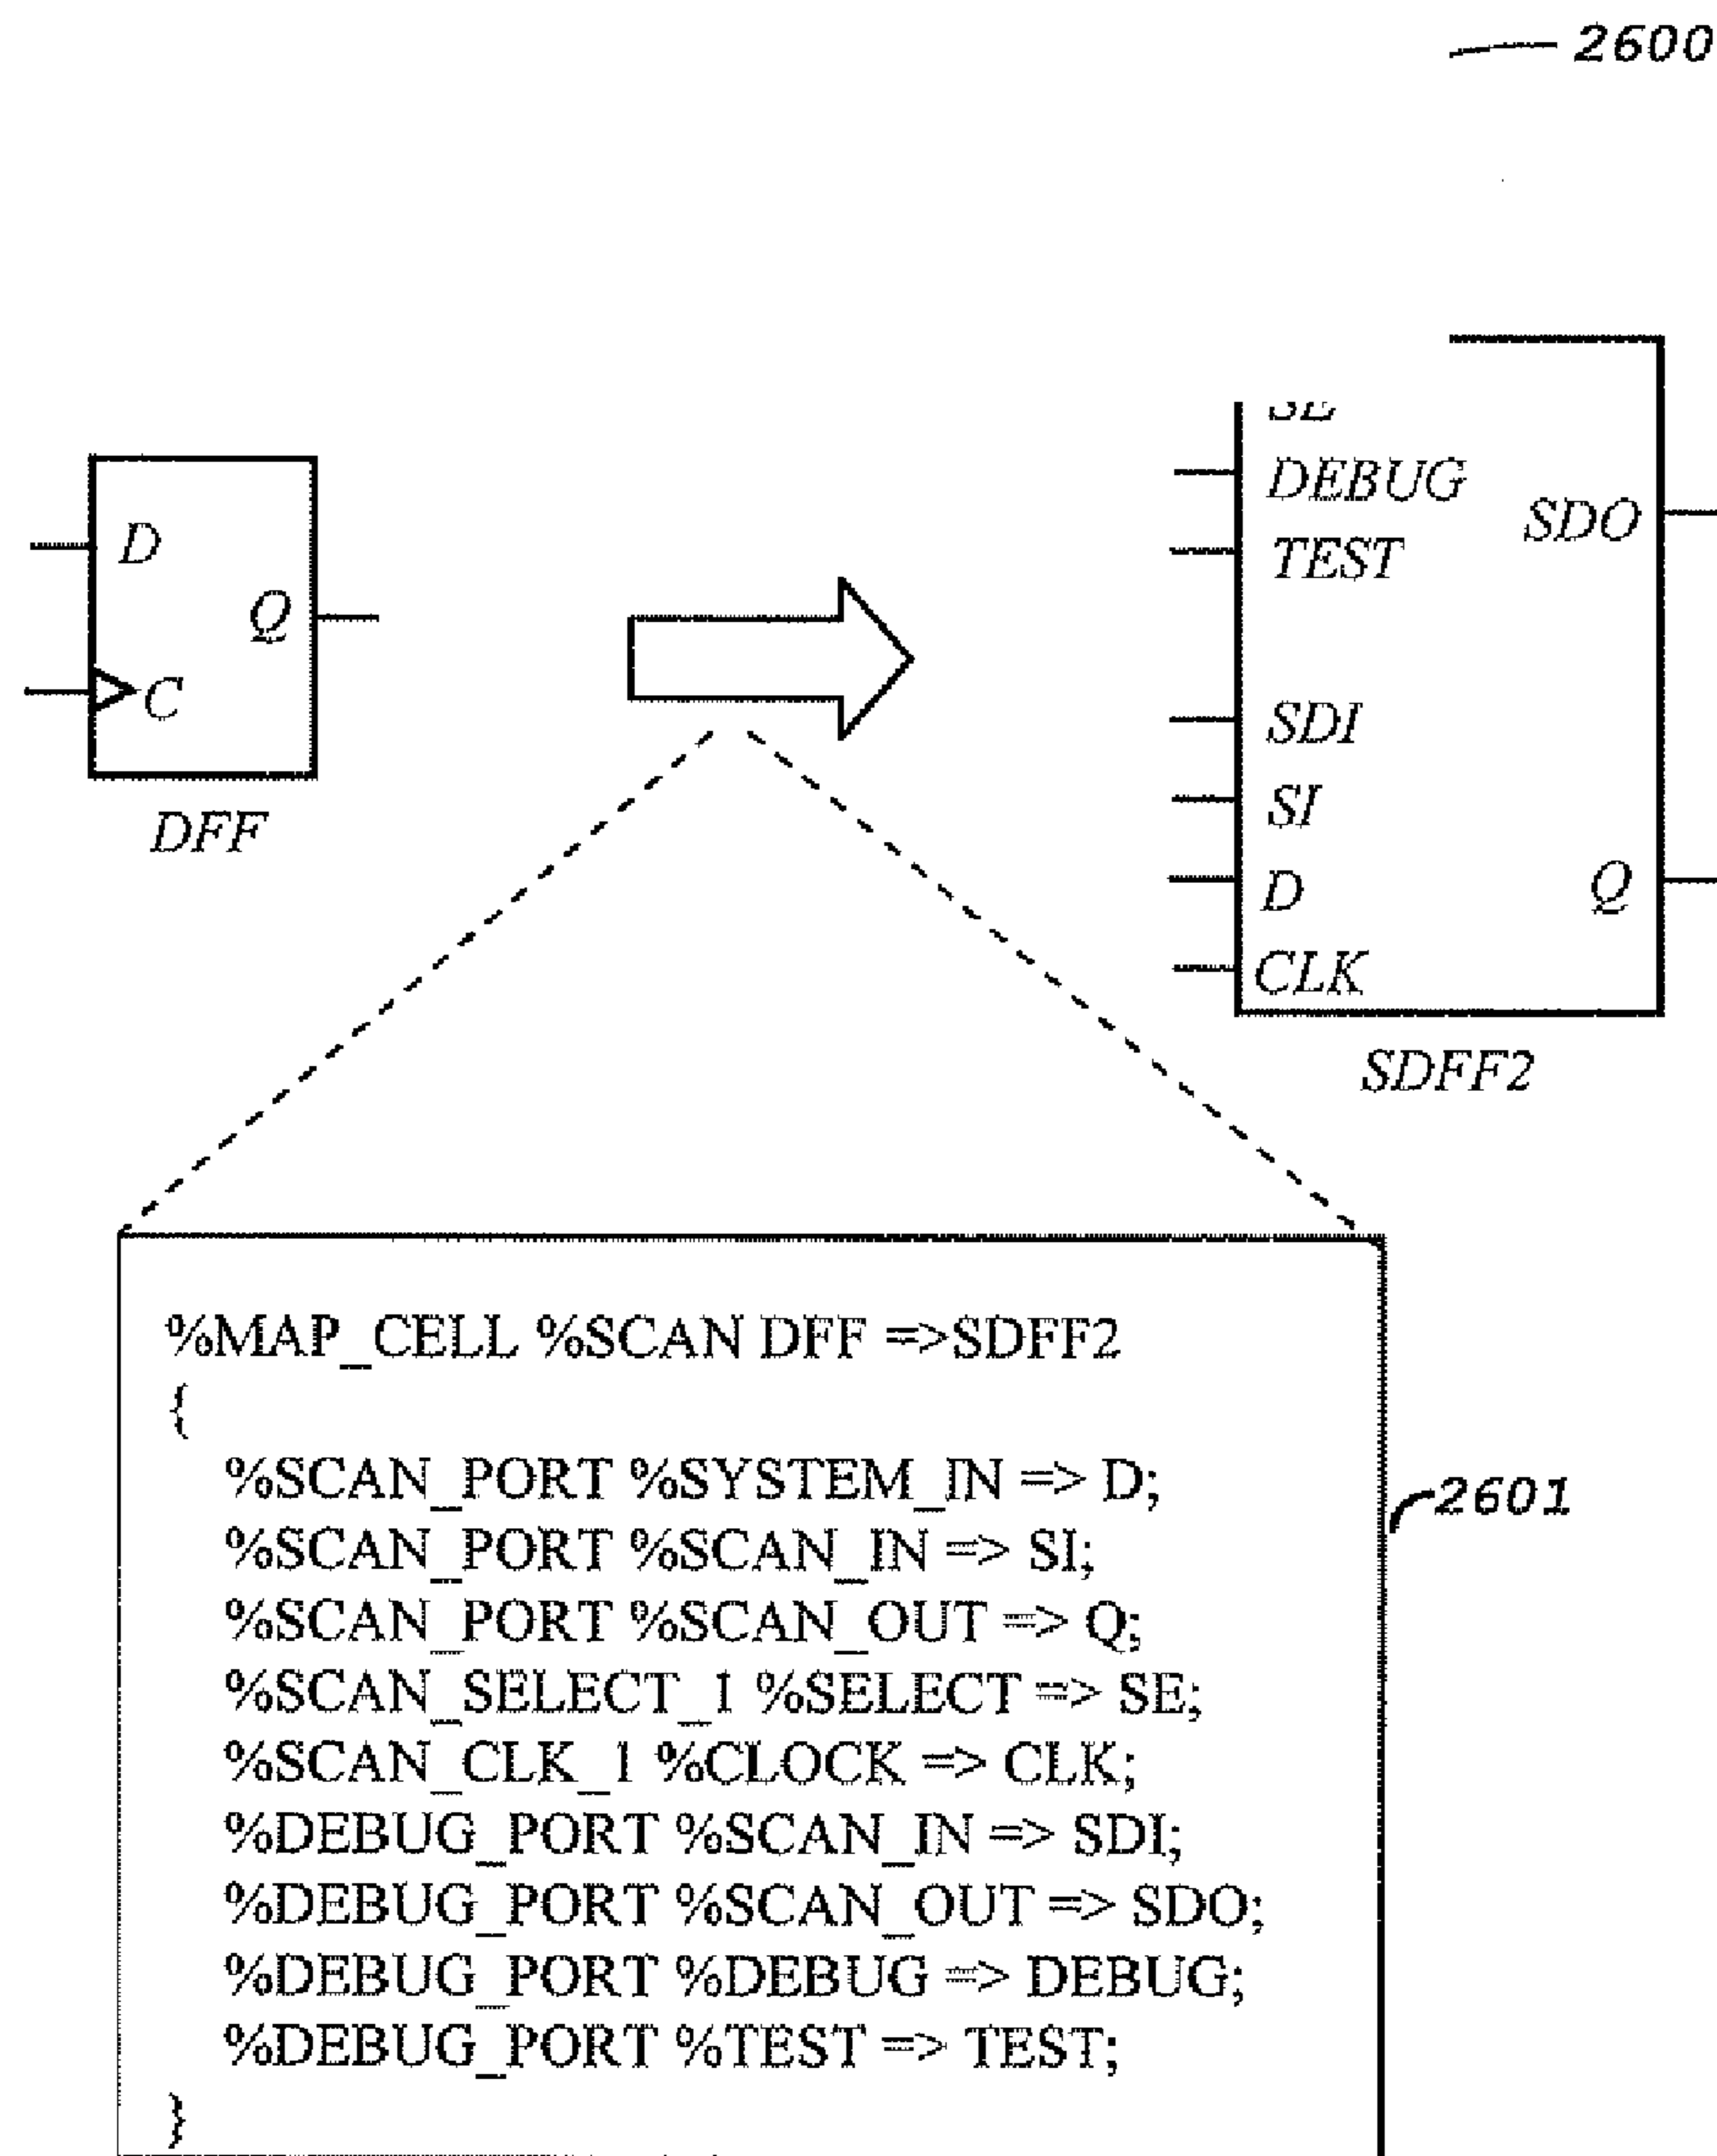 2600
D
Q
C
DFF
DEBUG
SDO
TEST
SDI
SI
D
Q
CLK
SDFF2
%MAP_CELL %SCAN DFF =>SDFF2
{
%SCAN_PORT %SYSTEM_IN => D;
%SCAN_PORT %SCAN_IN => SI;
%SCAN_PORT %SCAN_OUT => Q;
%SCAN_SELECT_1 %SELECT => SE;
%SCAN_CLK_1 %CLOCK => CLK;
%DEBUG_PORT %SCAN_IN => SDI;
%DEBUG_PORT %SCAN_OUT => SDO;
%DEBUG_PORT %DEBUG => DEBUG;
%DEBUG_PORT %TEST => TEST;
}
2601